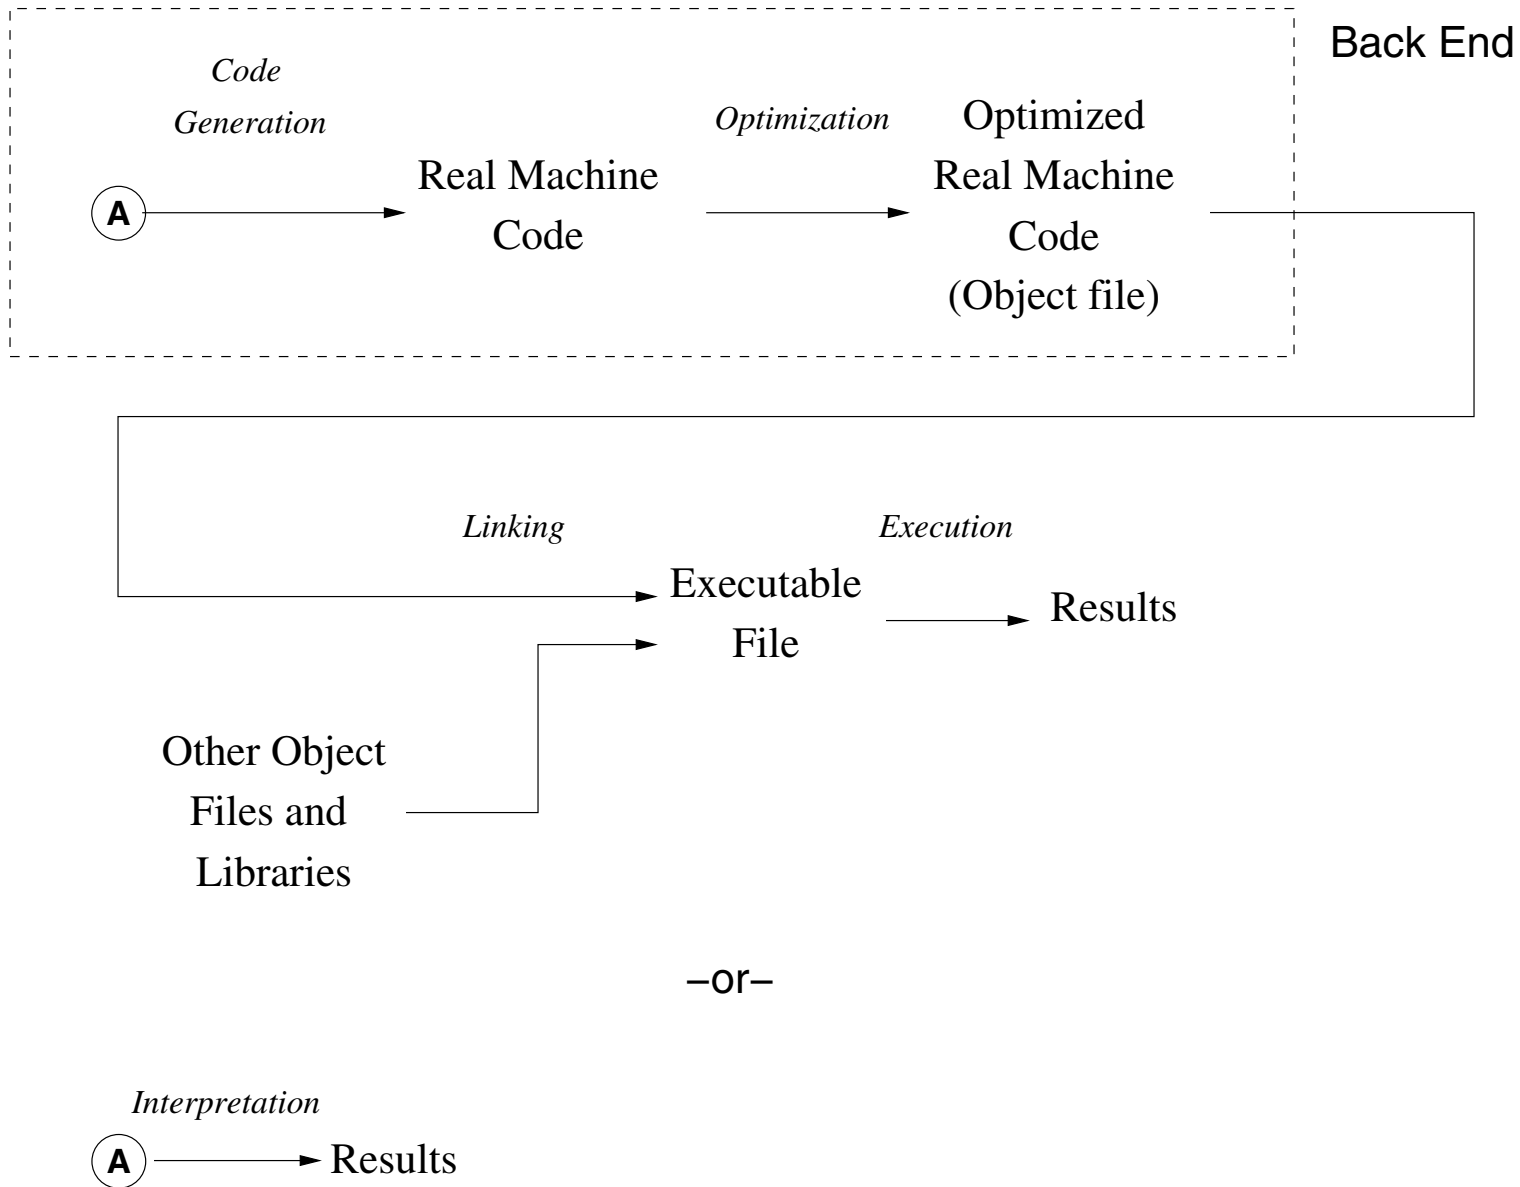 Back End
Code
Generation
A
Real Machine
Code
Optimization
Optimized
Real Machine
Code
(Object file)
Linking
Executable
File
Execution
Results
Other Object
Files and
Libraries
–or–
Interpretation
A
Results